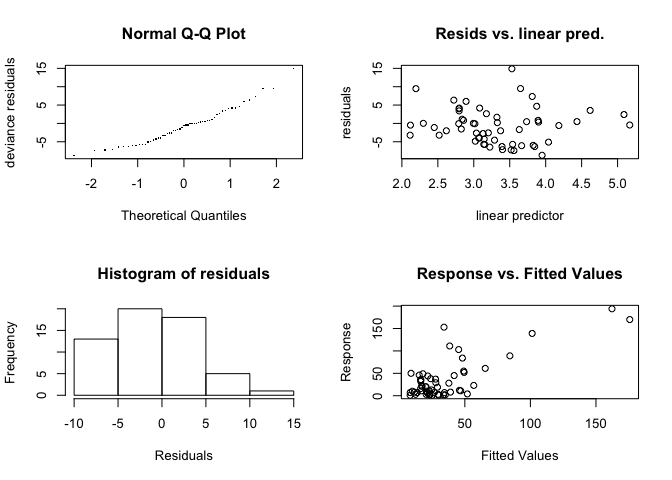 Normal Q-Q Plot
deviance residuals
-5 5 15
-2 -1 0 1 2
Theoretical Quantiles
Resids vs. linear pred.
residuals
-5 5 15
2.0 2.5 3.0 3.5 4.0 4.5 5.0
linear predictor
Histogram of residuals
Frequency
0 5 15
-10 -5 0 5 10 15
Residuals
Response vs. Fitted Values
Response
0 50 150
50 100 150
Fitted Values